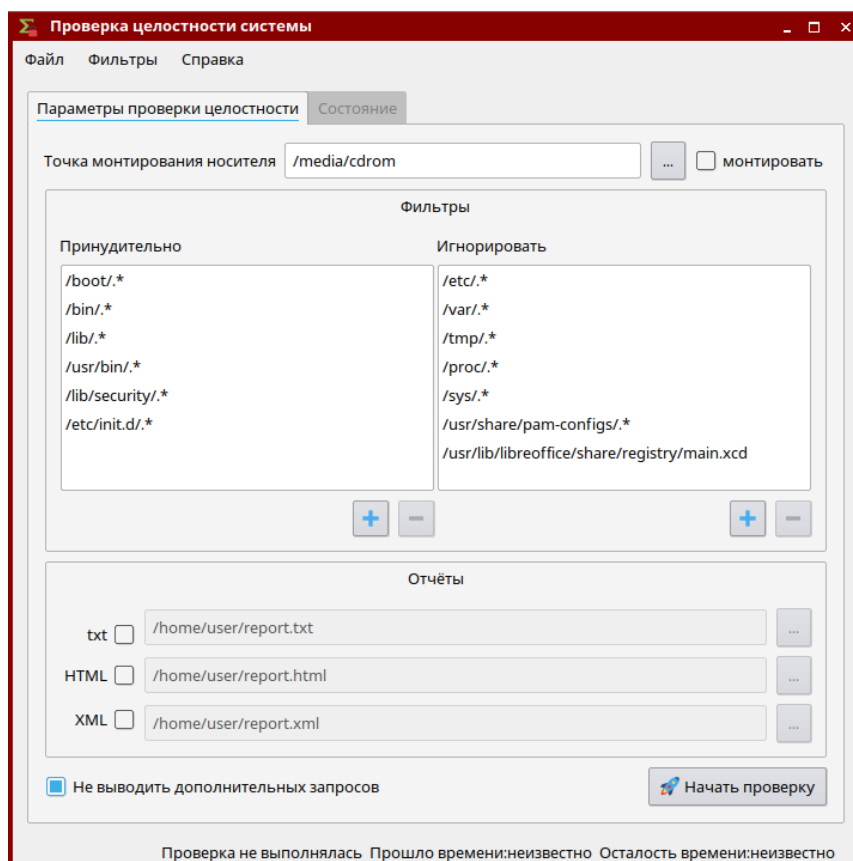 Проверка целостности системы
Файл Фильтры Справка
Параметры проверки целостности Состояние
Точка монтирования носителя /media/cdrom ... монтировать
Фильтры
Принудительно
/boot/.*
/bin/.*
/lib/.*
/usr/bin/.*
/lib/security/.*
/etc/init.d/.*
Игнорировать
/etc/.*
/var/.*
/tmp/.*
/proc/.*
/sys/.*
/usr/share/pam-configs/.*
/usr/lib/libreoffice/share/registry/main.xcd
Отчёты
txt /home/user/report.txt ...
HTML /home/user/report.html ...
XML /home/user/report.xml ...
Не выводить дополнительных запросов Начать проверку
Проверка не выполнялась Прошло времени:неизвестно Осталость времени:неизвестно